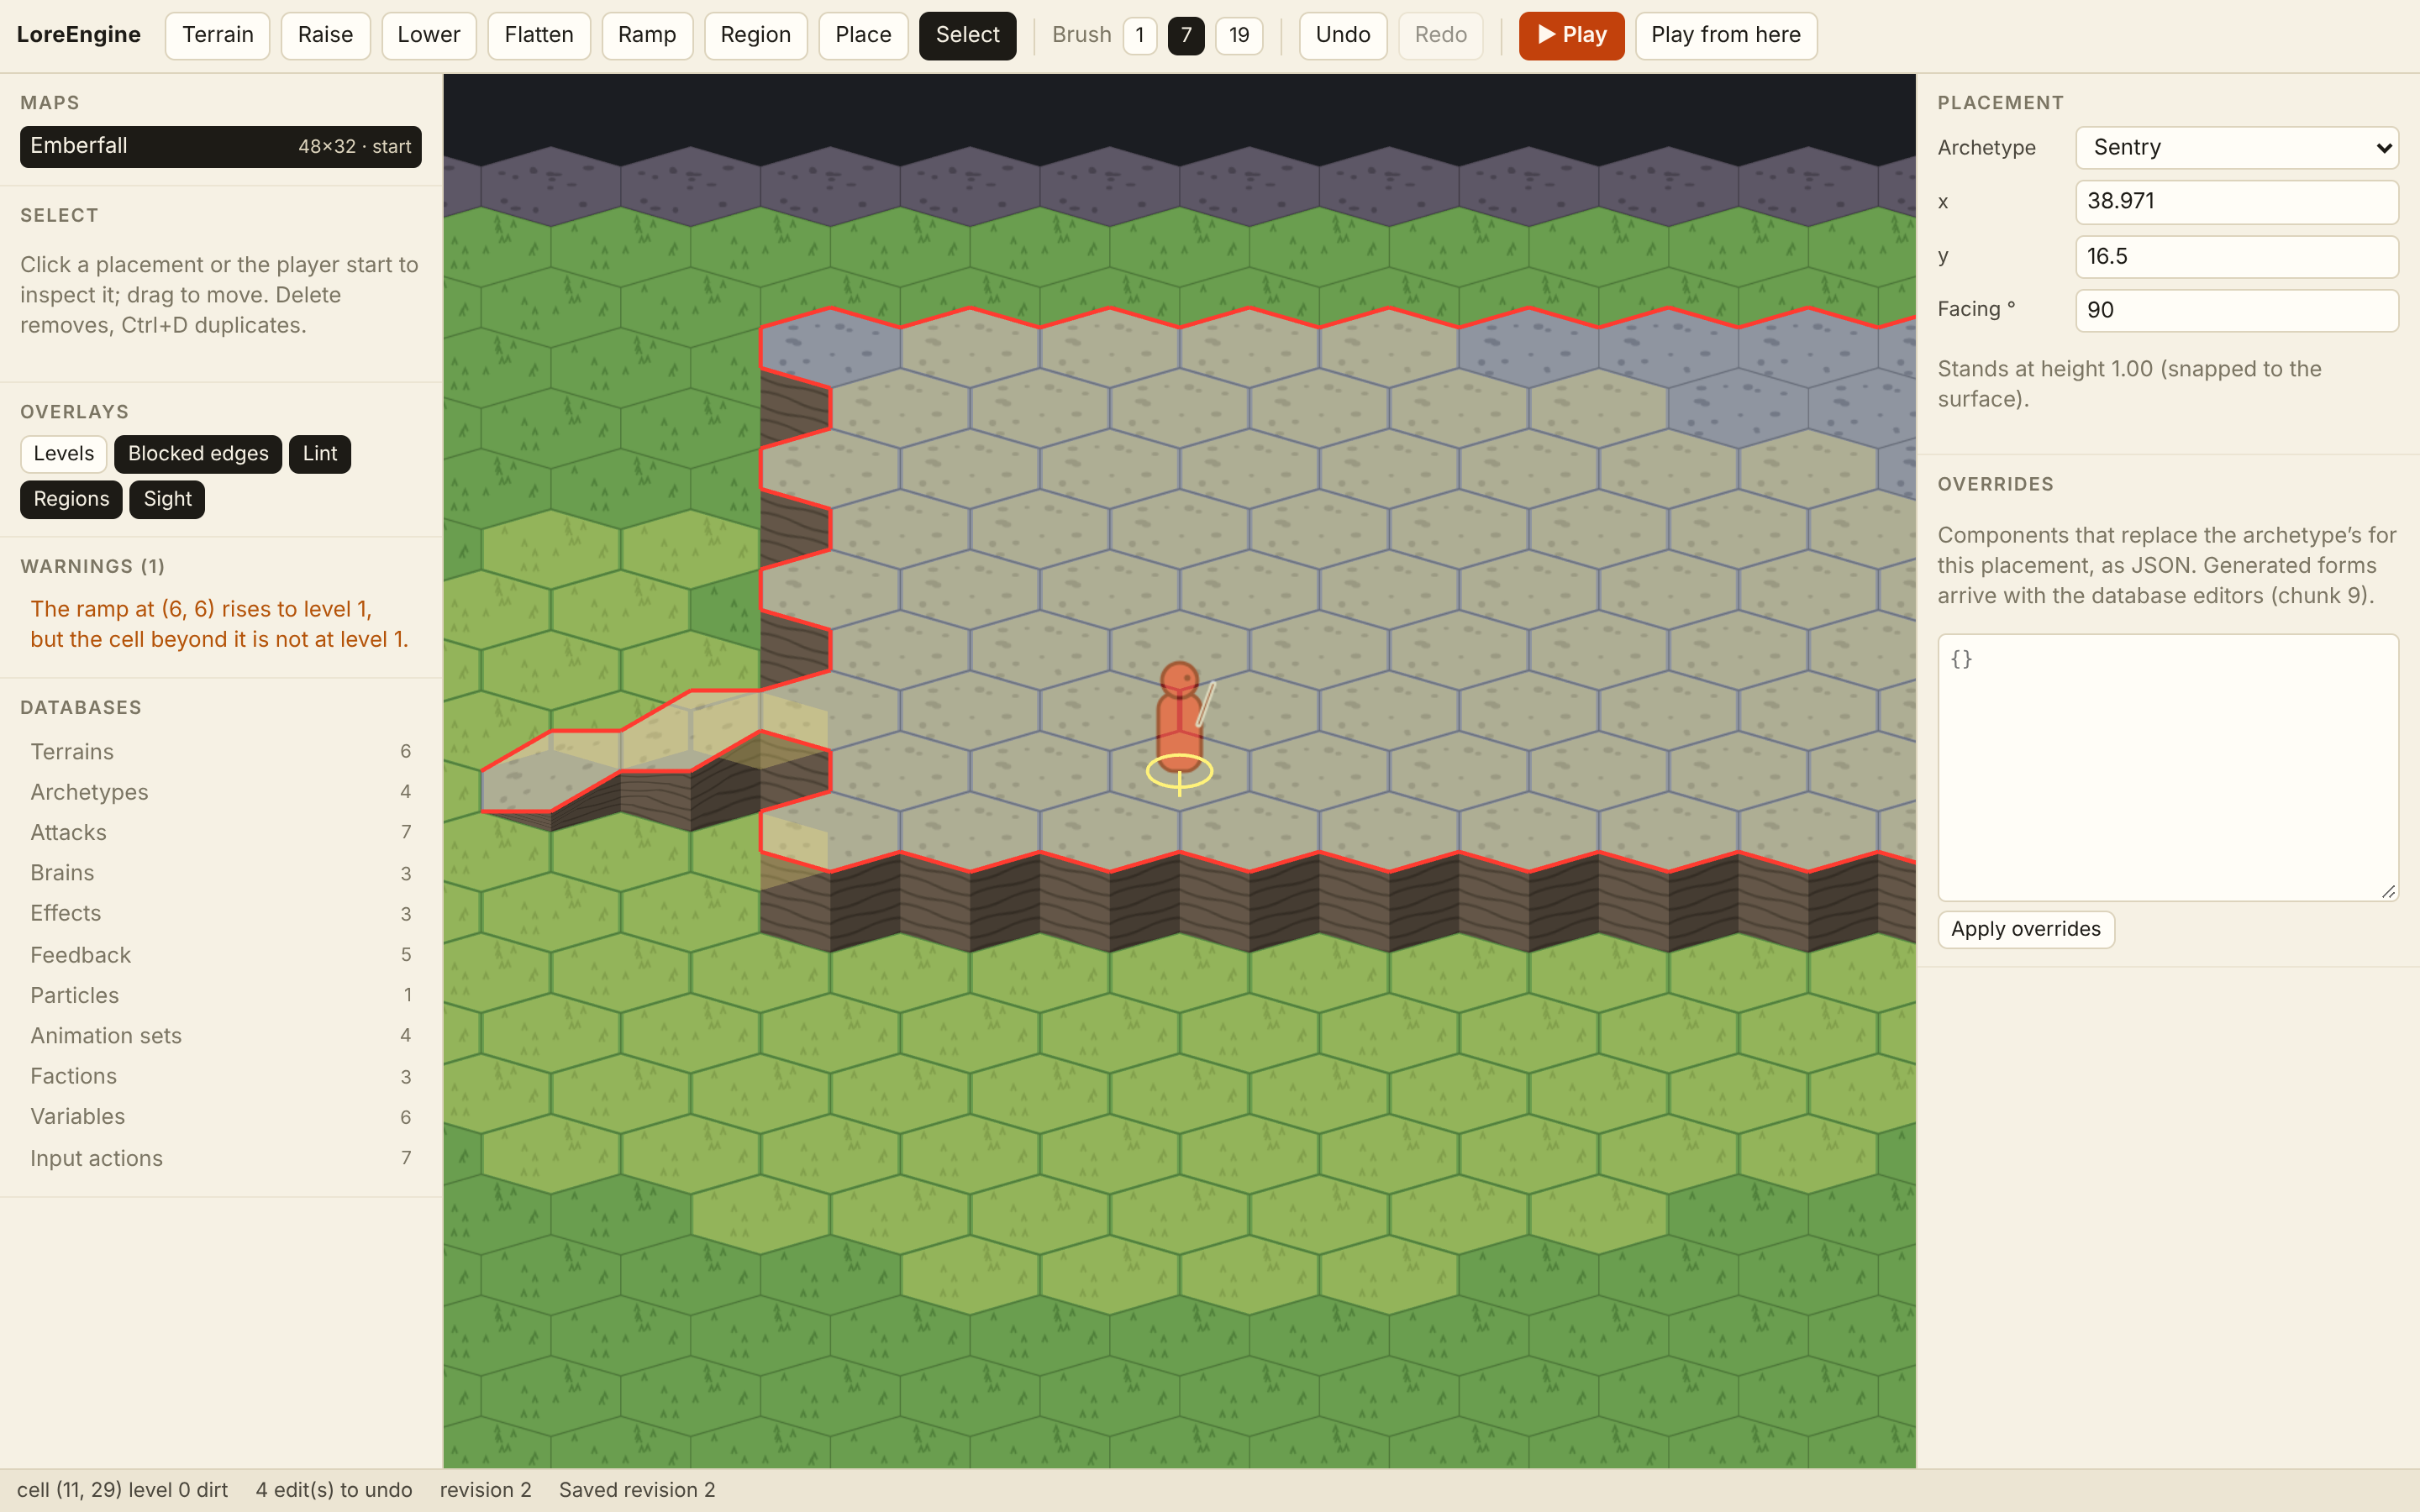 LoreEngine Terrain Raise Lower Flatten Ramp Region Place Select Brush 1 7 19 Undo Redo ▶ Play Play from here
MAPS
Emberfall 48×32 · start
SELECT
Click a placement or the player start to
inspect it; drag to move. Delete
removes, Ctrl+D duplicates.
OVERLAYS
Levels Blocked edges Lint
Regions Sight
WARNINGS (1)
The ramp at (6, 6) rises to level 1,
but the cell beyond it is not at level 1.
DATABASES
Terrains 6
Archetypes 4
Attacks 7
Brains 3
Effects 3
Feedback 5
Particles 1
Animation sets 4
Factions 3
Variables 6
Input actions 7
PLACEMENT
Archetype Sentry
x 38.971
y 16.5
Facing ° 90
Stands at height 1.00 (snapped to the
surface).
OVERRIDES
Components that replace the archetype’s for
this placement, as JSON. Generated forms
arrive with the database editors (chunk 9).
{}
Apply overrides
cell (11, 29) level 0 dirt 4 edit(s) to undo revision 2 Saved revision 2